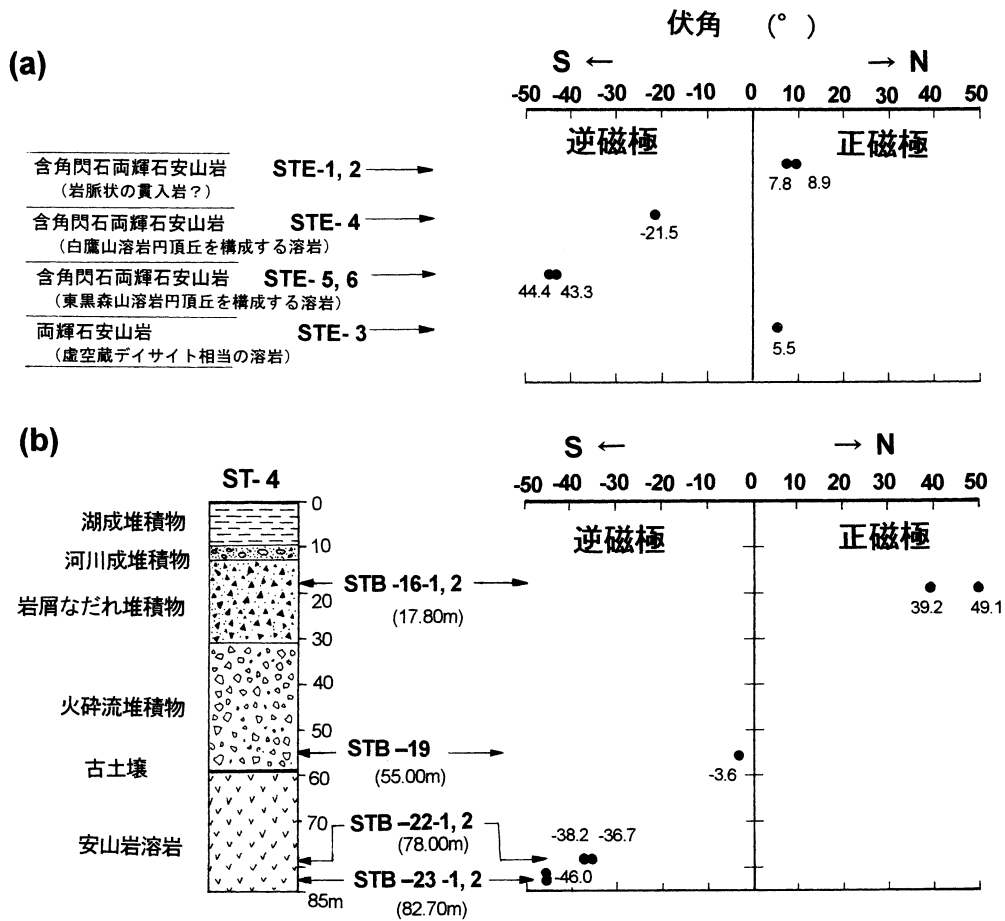 伏角 （°）
(a)
S ← → N
-50 -40 -30 -20 -10 0 10 20 30 40 50
逆磁極 正磁極
含角閃石両輝石安山岩 STE-1, 2
（岩脈状の貫入岩？）
7.8 8.9
含角閃石両輝石安山岩 STE- 4
（白鷹山溶岩円頂丘を構成する溶岩）
-21.5
含角閃石両輝石安山岩 STE- 5, 6
（東黒森山溶岩円頂丘を構成する溶岩）
44.4 43.3
両輝石安山岩 STE- 3
（虚空蔵デイサイト相当の溶岩）
5.5
(b)
S ← → N
ST- 4
-50 -40 -30 -20 -10 0 10 20 30 40 50
逆磁極 正磁極
0
湖成堆積物
10
河川成堆積物
STB -16-1, 2
岩屑なだれ堆積物
20
(17.80m)
39.2 49.1
30
40
火砕流堆積物
50
STB –19
(55.00m)
古土壌
60
-3.6
70
STB –22-1, 2
(78.00m)
-38.2 -36.7
安山岩溶岩
STB –23 -1, 2
-46.0
85m
(82.70m)